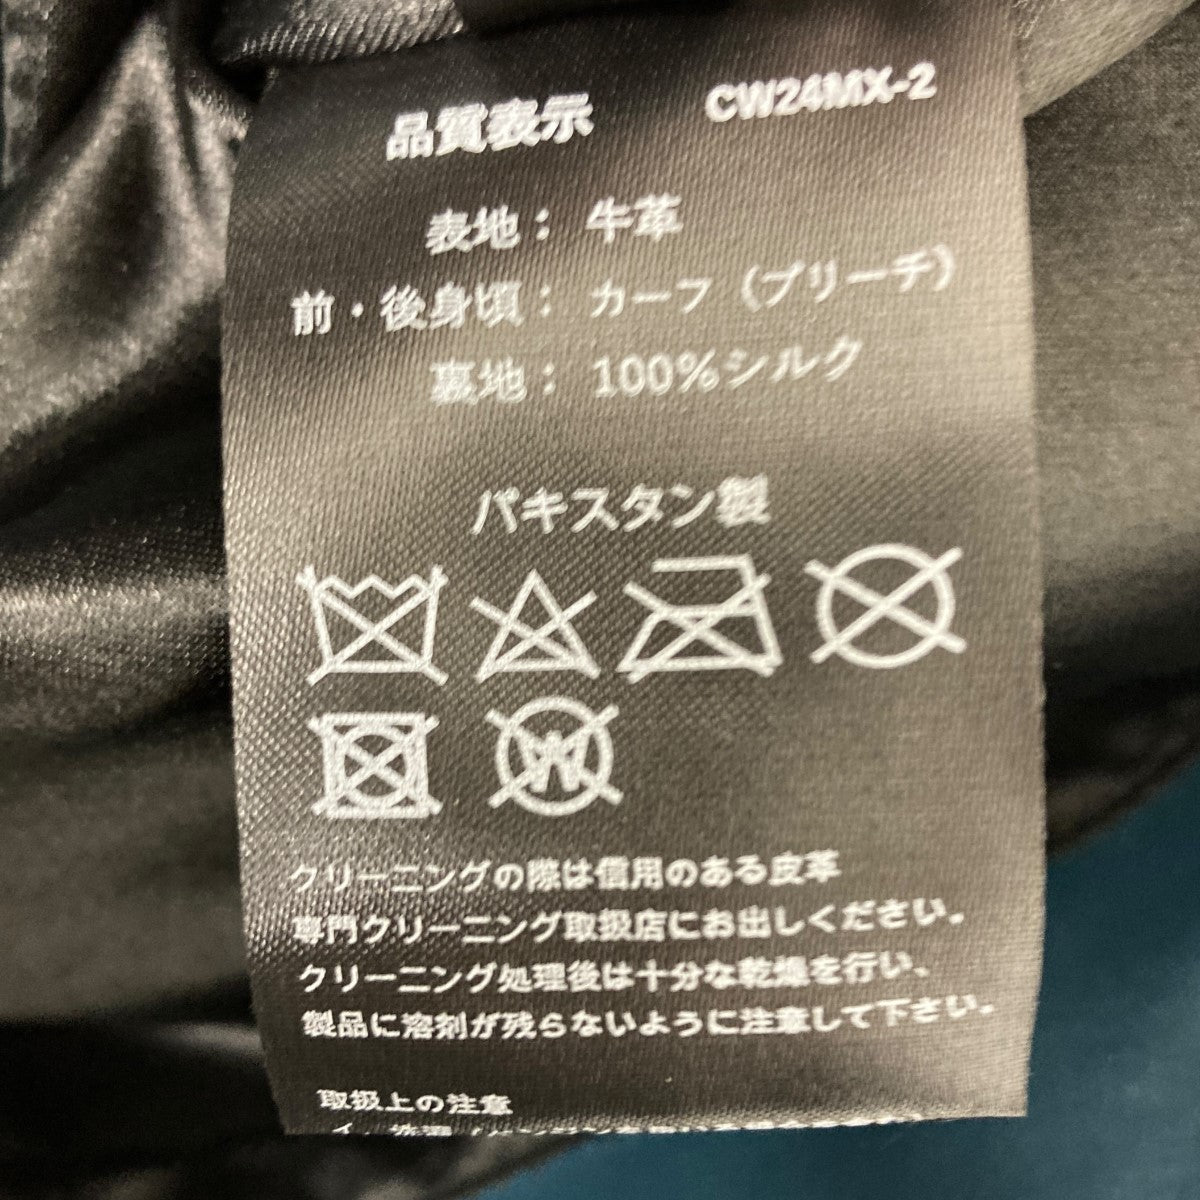 品質表示 CW24MX-2
表地： 牛革
前・後身頃： カーフ（ブリーチ）
裏地： 100%シルク
パキスタン製
W
クリーニングの際は信用のある皮革
専門クリーニング取扱店にお出しください。
クリーニング処理後は十分な乾燥を行い、
製品に溶剤が残らないように注意して下さい。
取扱上の注意